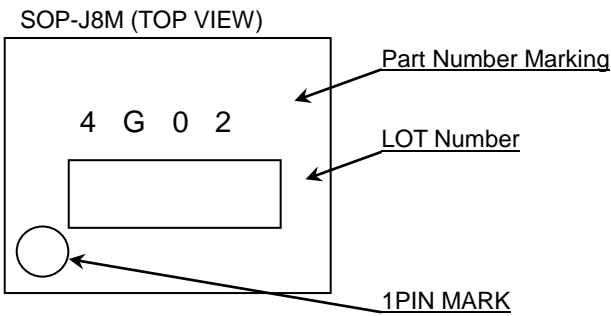 SOP-J8M (TOP VIEW)
Part Number Marking
4 G 0 2
LOT Number
1PIN MARK